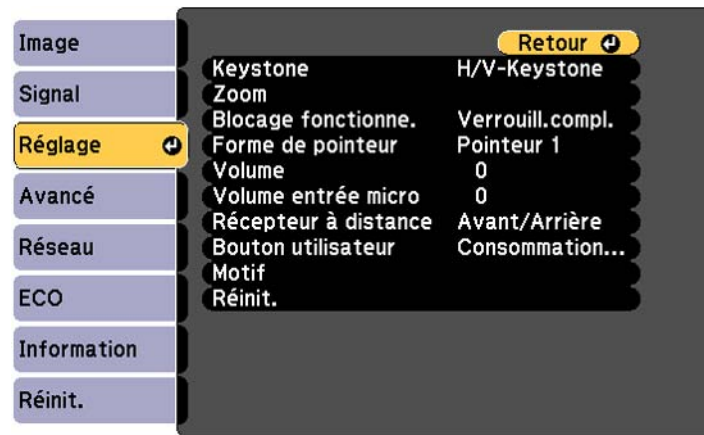 Image
Signal
Réglage
Avancé
Réseau
ECO
Information
Réinit.
Retour
Keystone H/V-Keystone
Zoom
Blocage fonctionne. Verrouill.compl.
Forme de pointeur Pointeur 1
Volume 0
Volume entrée micro 0
Récepteur à distance Avant/Arrière
Bouton utilisateur Consommation...
Motif
Réinit.